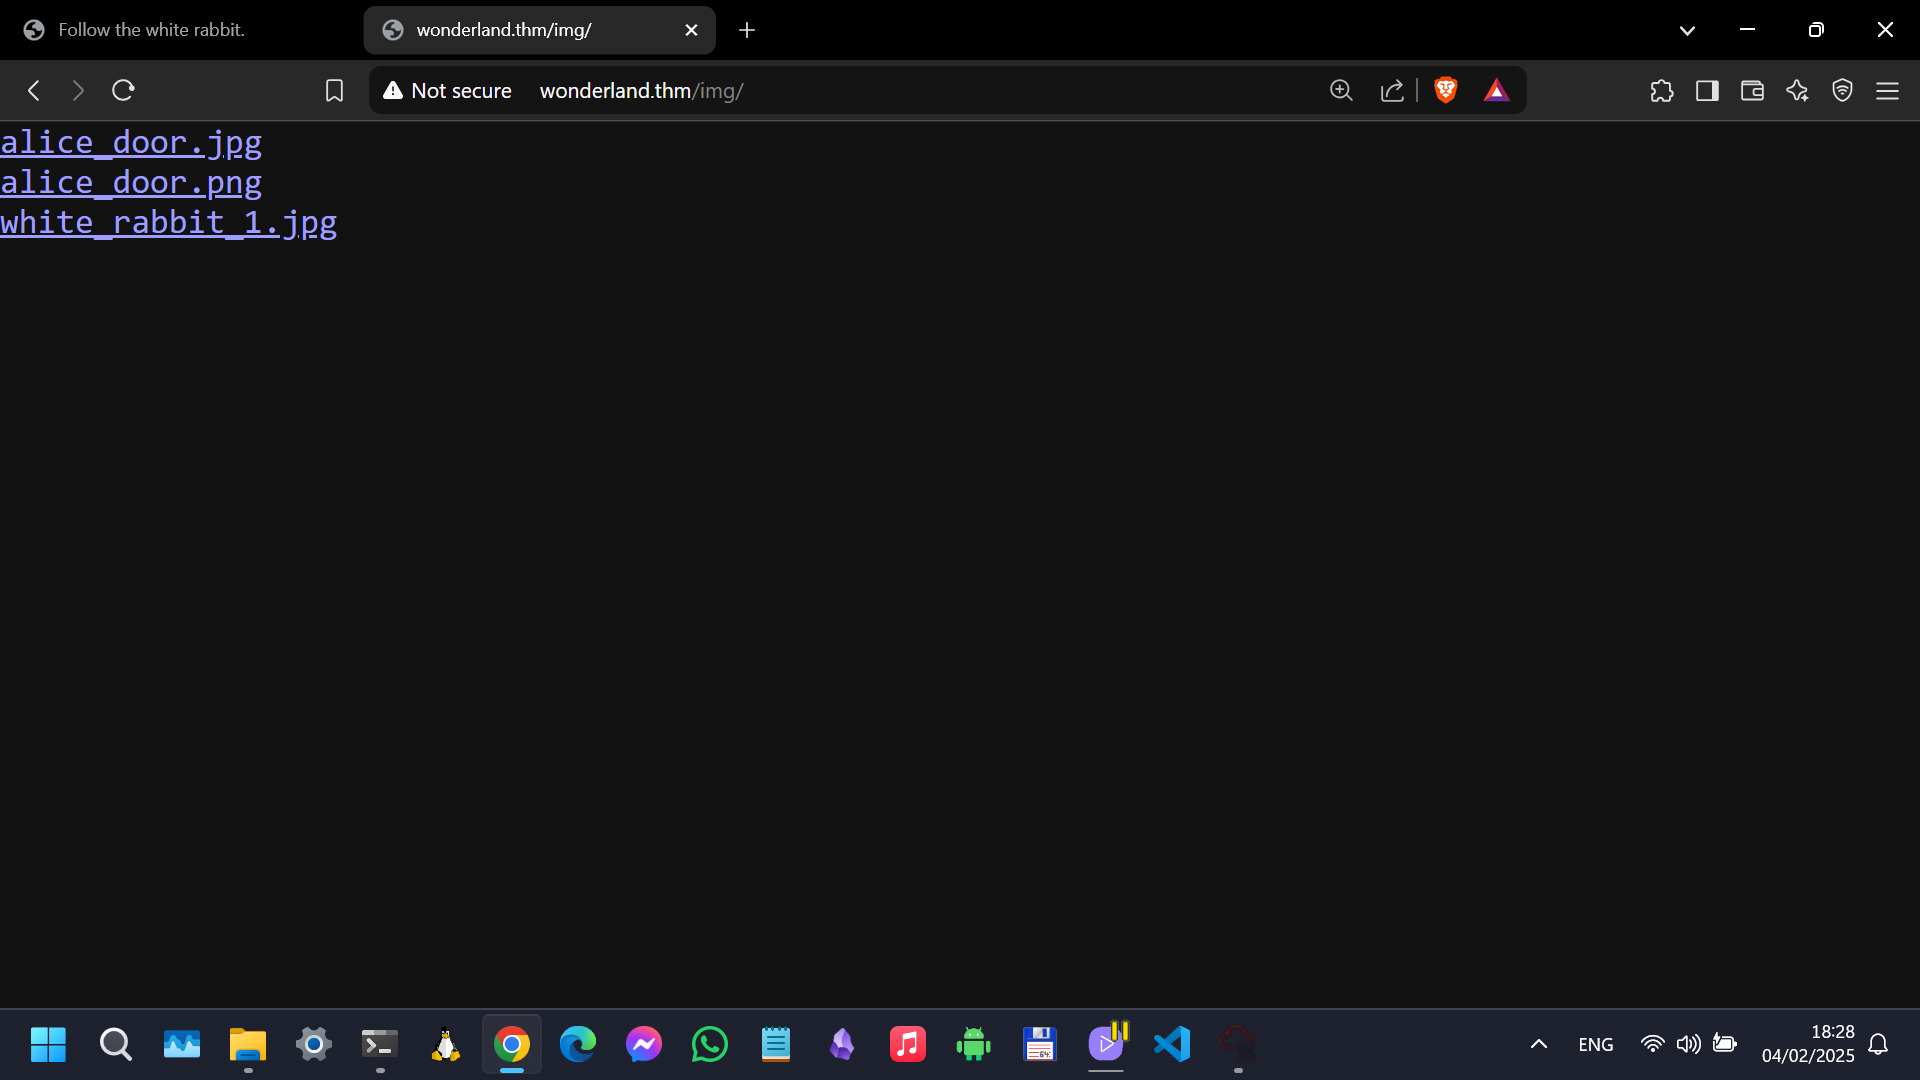 Follow the white rabbit.
wonderland.thm/img/
Not secure wonderland.thm/img/
alice_door.jpg
alice_door.png
white_rabbit_1.jpg
64
ENG
18:28
04/02/2025